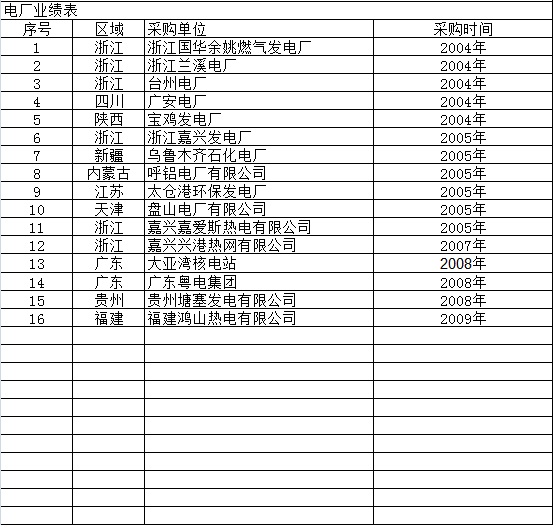 电厂业绩表
序号 区域 采购单位 采购时间
1 浙江 浙江国华余姚燃气发电厂 2004年
2 浙江 浙江兰溪电厂 2004年
3 浙江 台州电厂 2004年
4 四川 广安电厂 2004年
5 陕西 宝鸡发电厂 2004年
6 浙江 浙江嘉兴发电厂 2005年
7 新疆 乌鲁木齐石化电厂 2005年
8 内蒙古 呼铝电厂有限公司 2005年
9 江苏 太仓港环保发电厂 2005年
10 天津 盘山电厂有限公司 2005年
11 浙江 嘉兴嘉爱斯热电有限公司 2005年
12 浙江 嘉兴兴港热网有限公司 2007年
13 广东 大亚湾核电站 2008年
14 广东 广东粤电集团 2008年
15 贵州 贵州塘塞发电有限公司 2008年
16 福建 福建鸿山热电有限公司 2009年